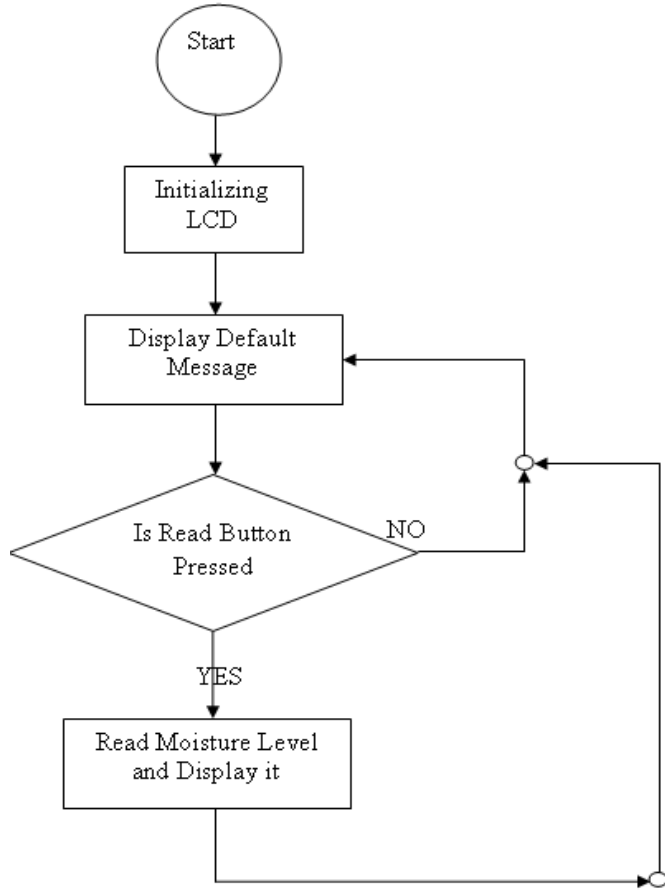 Start
Initializing
LCD
Display Default
Message
Is Read Button
Pressed
NO
YES
Read Moisture Level
and Display it